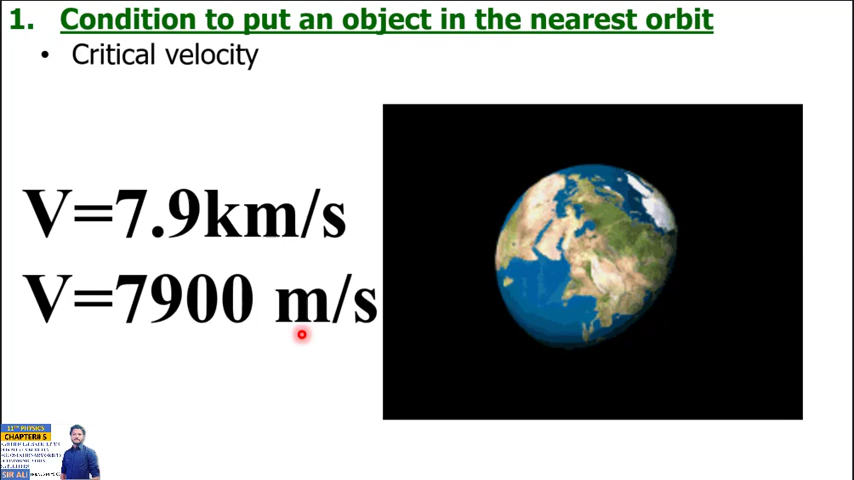 1. Condition to put an object in the nearest orbit
• Critical velocity
V=7.9km/s
V=7900 m/s
11TH PHYSICS
CHAPTER# 5
SIR ALI